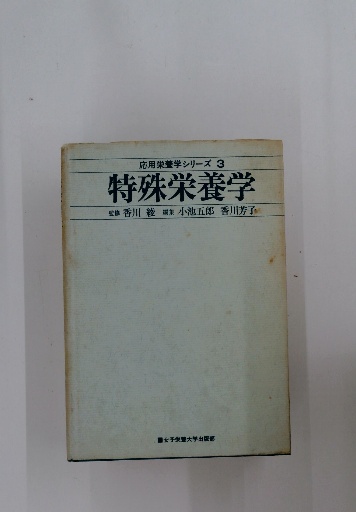 応用栄養学シリーズ 3
特殊栄養学
監修 香川 綾 編集 小池五郎 香川芳子
女子栄養大学出版部